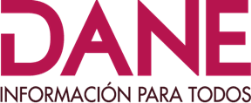 DANE
INFORMACIÓN PARA TODOS